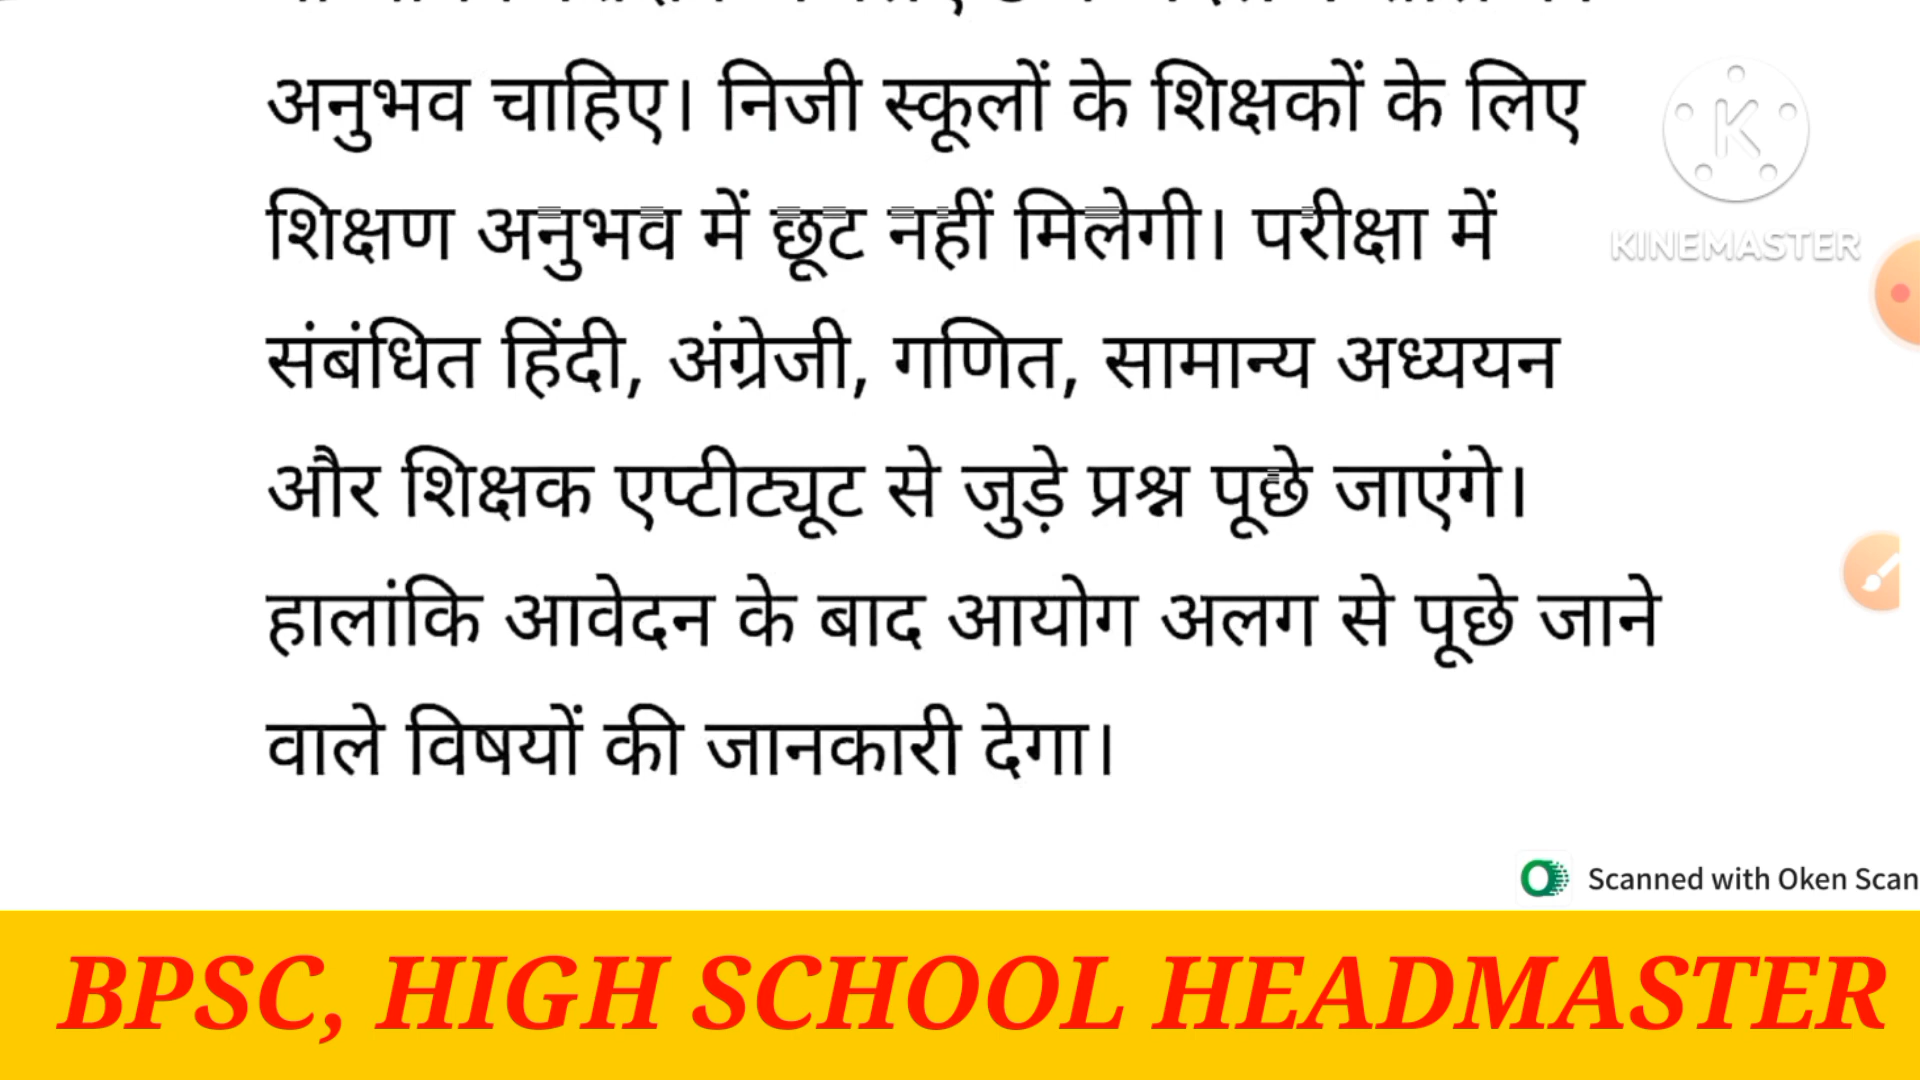 अनुभव चाहिए। निजी स्कूलों के शिक्षकों के लिए
शिक्षण अनुभव में छूट नहीं मिलेगी। परीक्षा में
संबंधित हिंदी, अंग्रेजी, गणित, सामान्य अध्ययन
और शिक्षक एप्टीट्यूट से जुड़े प्रश्न पूछे जाएंगे।
हालांकि आवेदन के बाद आयोग अलग से पूछे जाने
वाले विषयों की जानकारी देगा।
K
KINEMASTER
Scanned with Oken Scan
BPSC, HIGH SCHOOL HEADMASTER